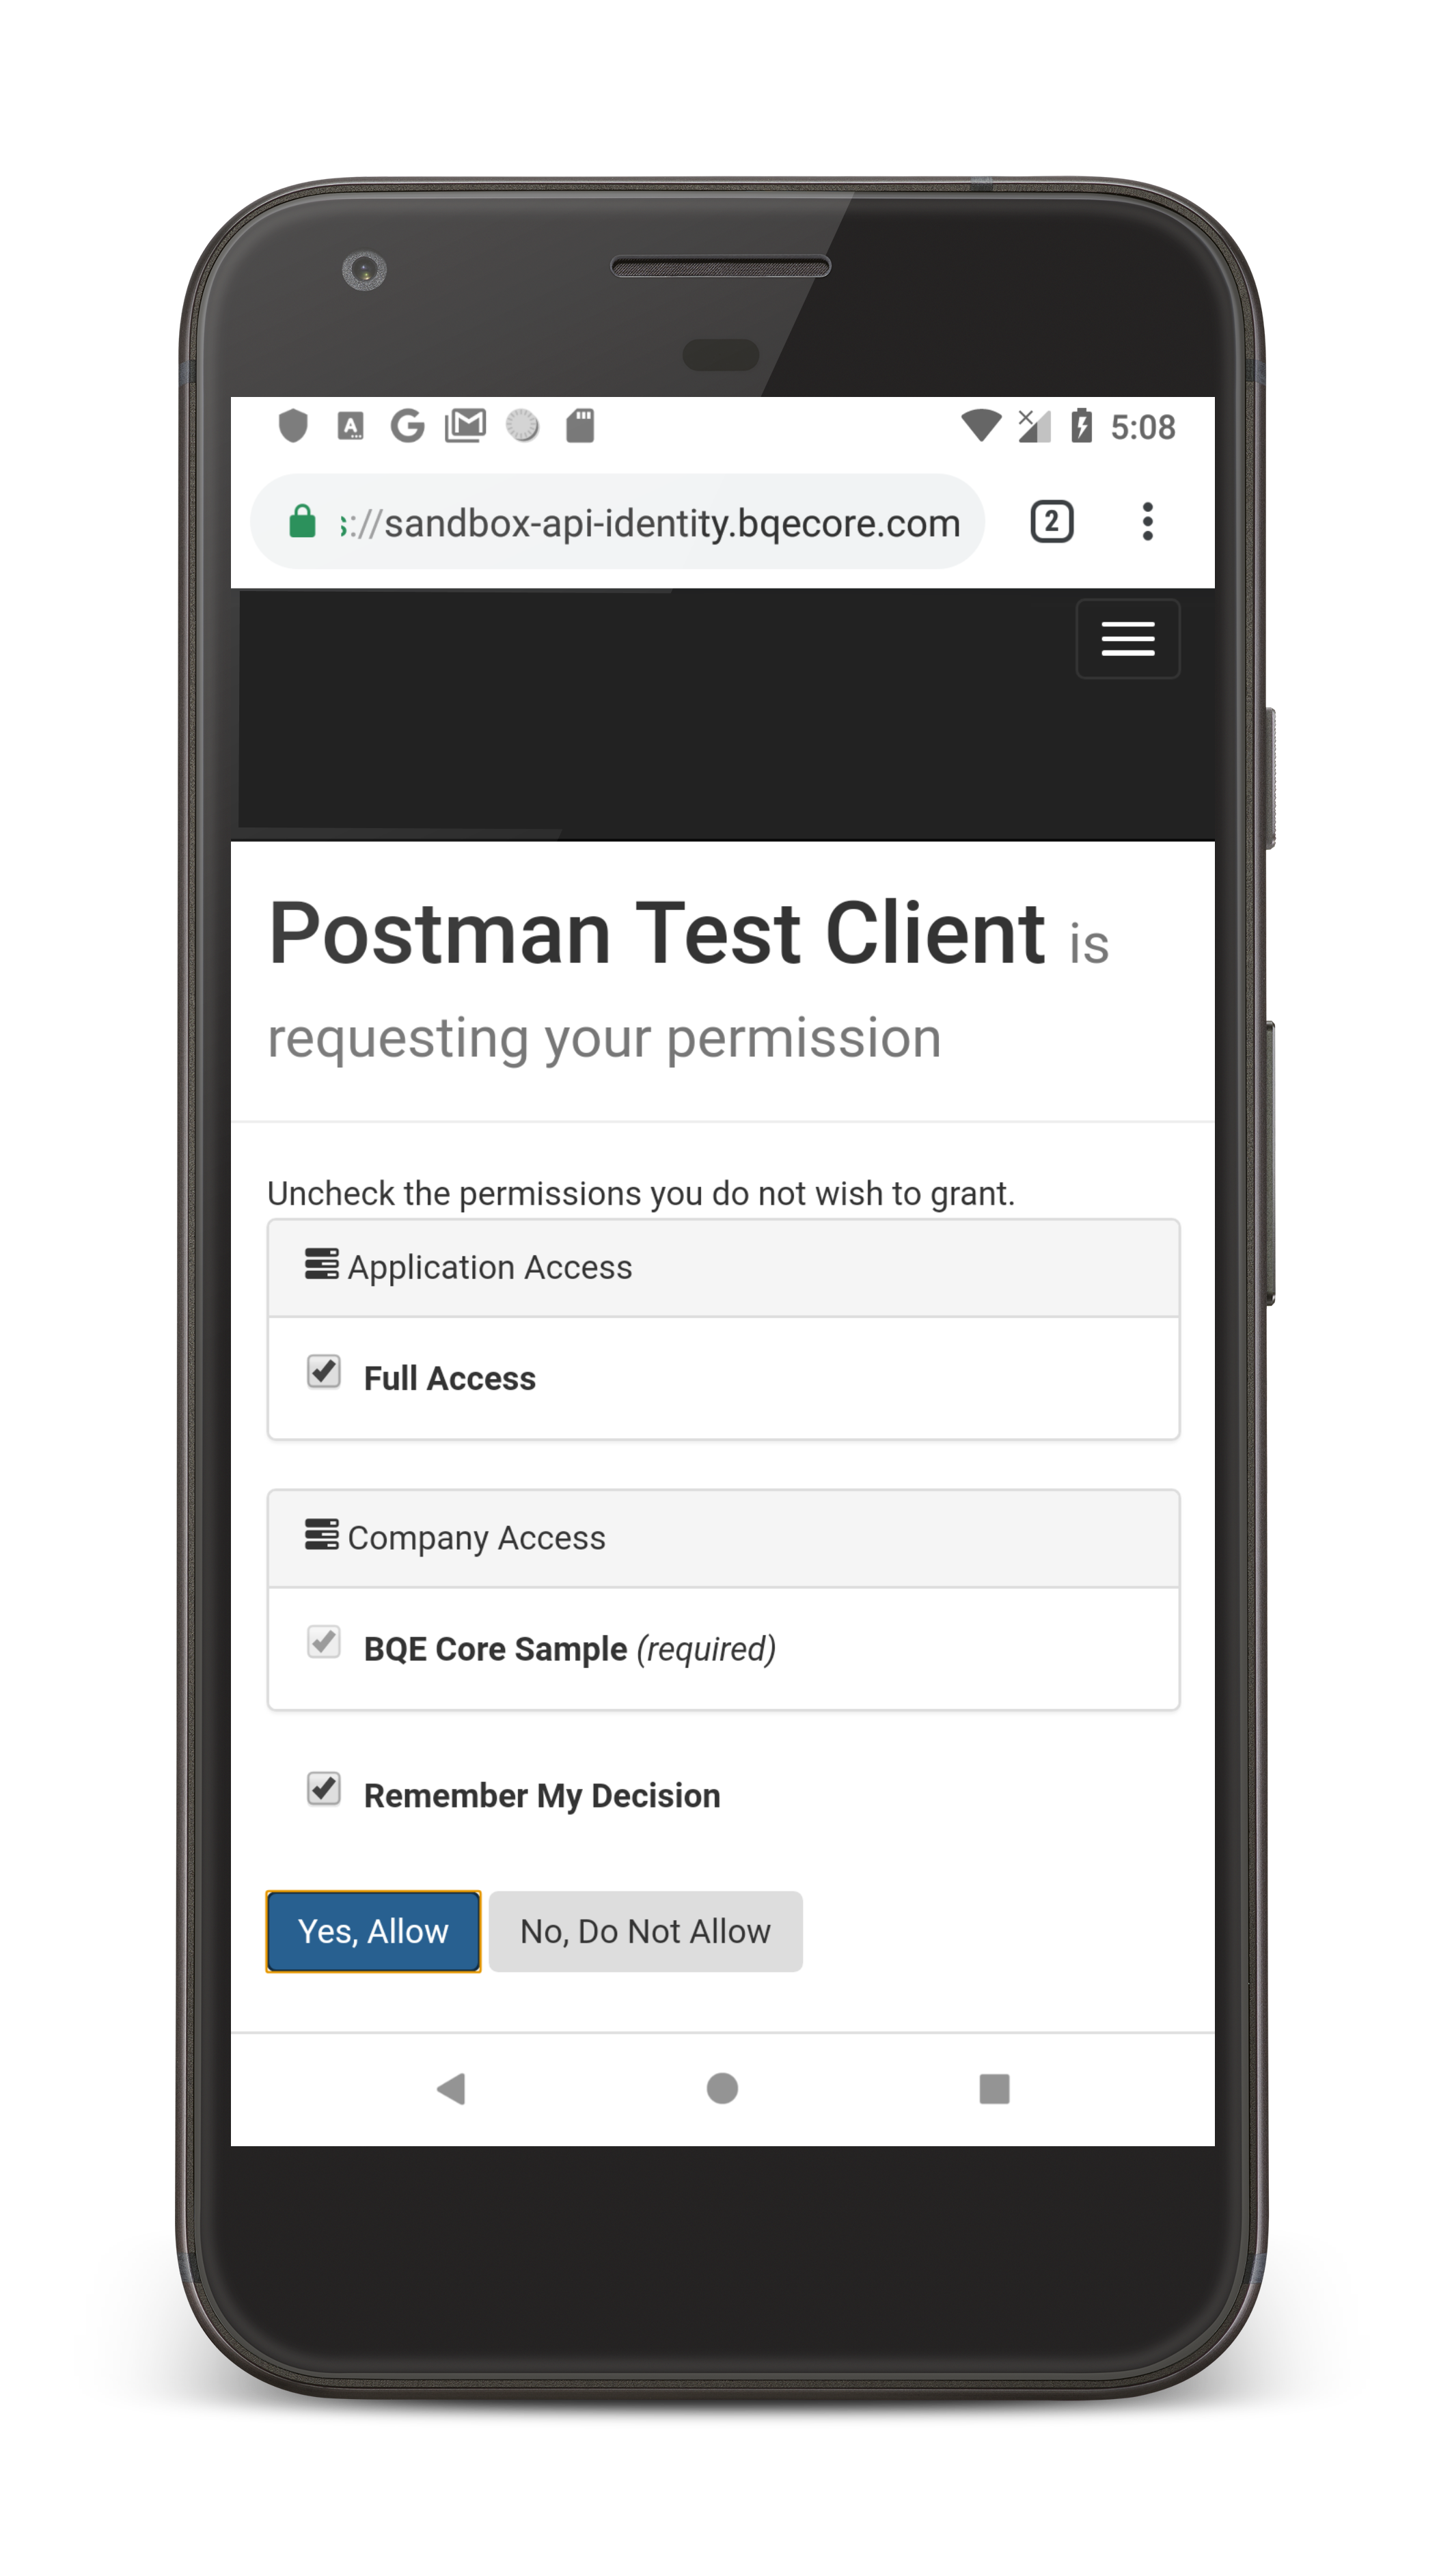 5:08
://sandbox-api-identity.bqecore.com
2
Postman Test Client is
requesting your permission
Uncheck the permissions you do not wish to grant.
Application Access
Full Access
Company Access
BQE Core Sample (required)
Remember My Decision
Yes, Allow
No, Do Not Allow